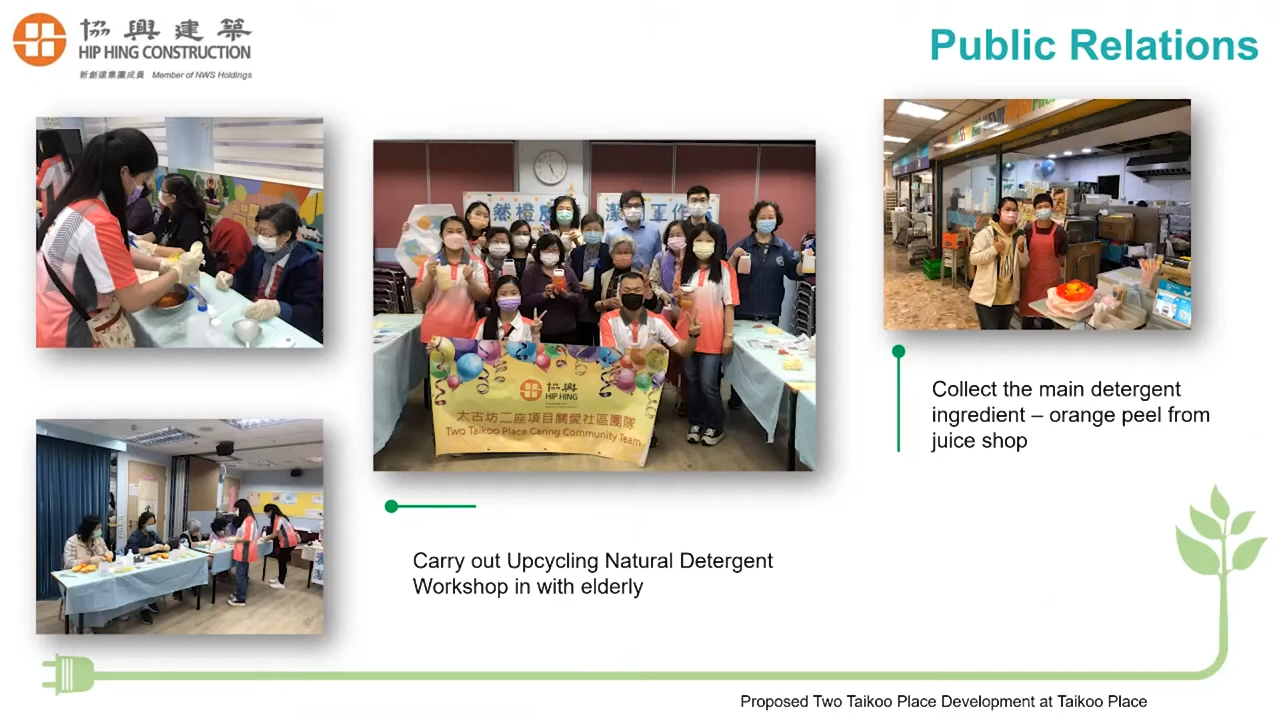 協興建築
HIP HING CONSTRUCTION
新創建集團成員 Member of NWS Holdings
Public Relations
協興
HIP HING
太古坊二座項目關愛社區團隊
Two Taikoo Place Caring Community Team
Collect the main detergent
ingredient – orange peel from
juice shop
Carry out Upcycling Natural Detergent
Workshop in with elderly
Proposed Two Taikoo Place Development at Taikoo Place